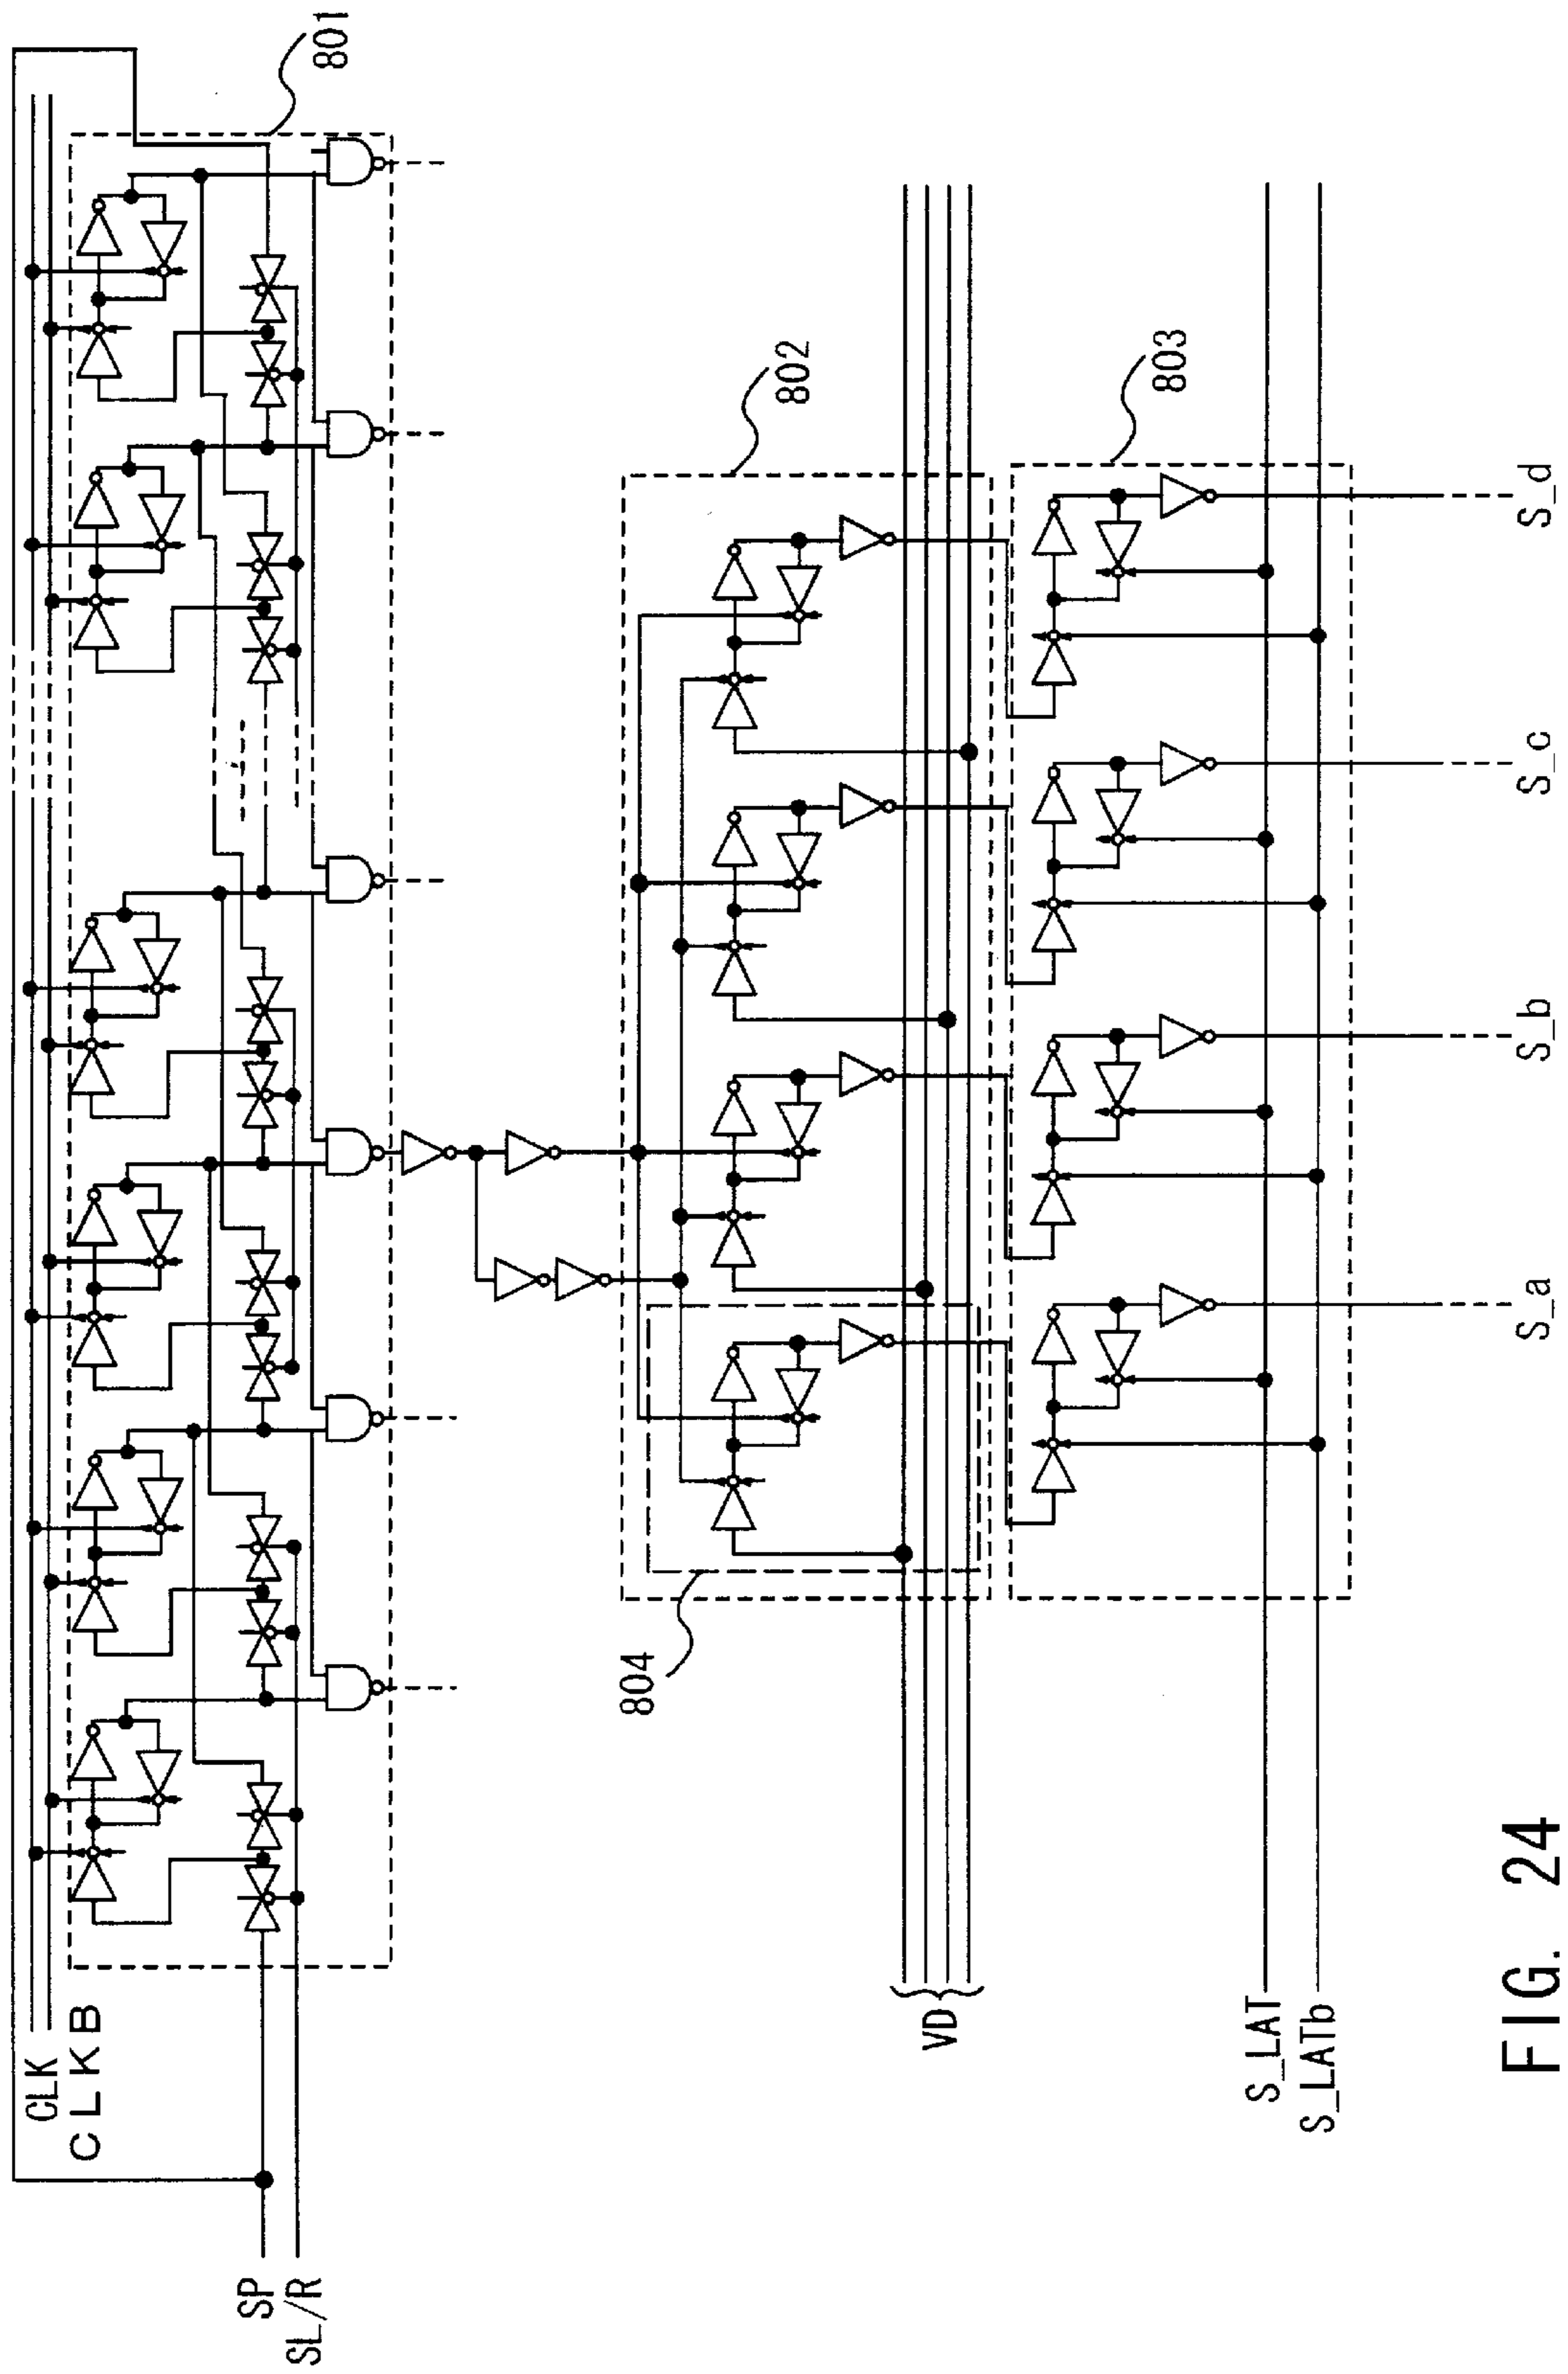 CLK
CLKB
801
SP
SL/R
802
804
VD
803
S_LAT
S_LATb
S_a
S_b
S_c
S_d
FIG. 24